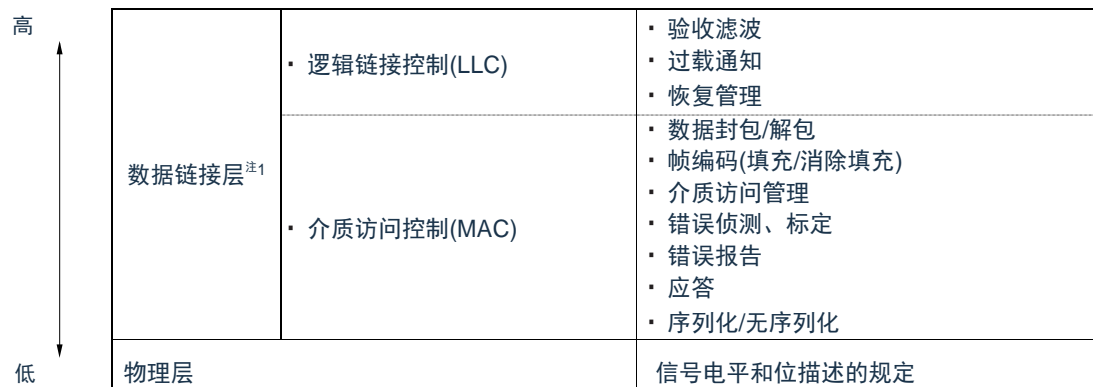 高
· 逻辑链接控制(LLC)
· 验收滤波
· 过载通知
· 恢复管理
数据链接层注1
· 介质访问控制(MAC)
· 数据封包/解包
· 帧编码(填充/消除填充)
· 介质访问管理
· 错误侦测、标定
· 错误报告
· 应答
· 序列化/无序列化
低
物理层
信号电平和位描述的规定